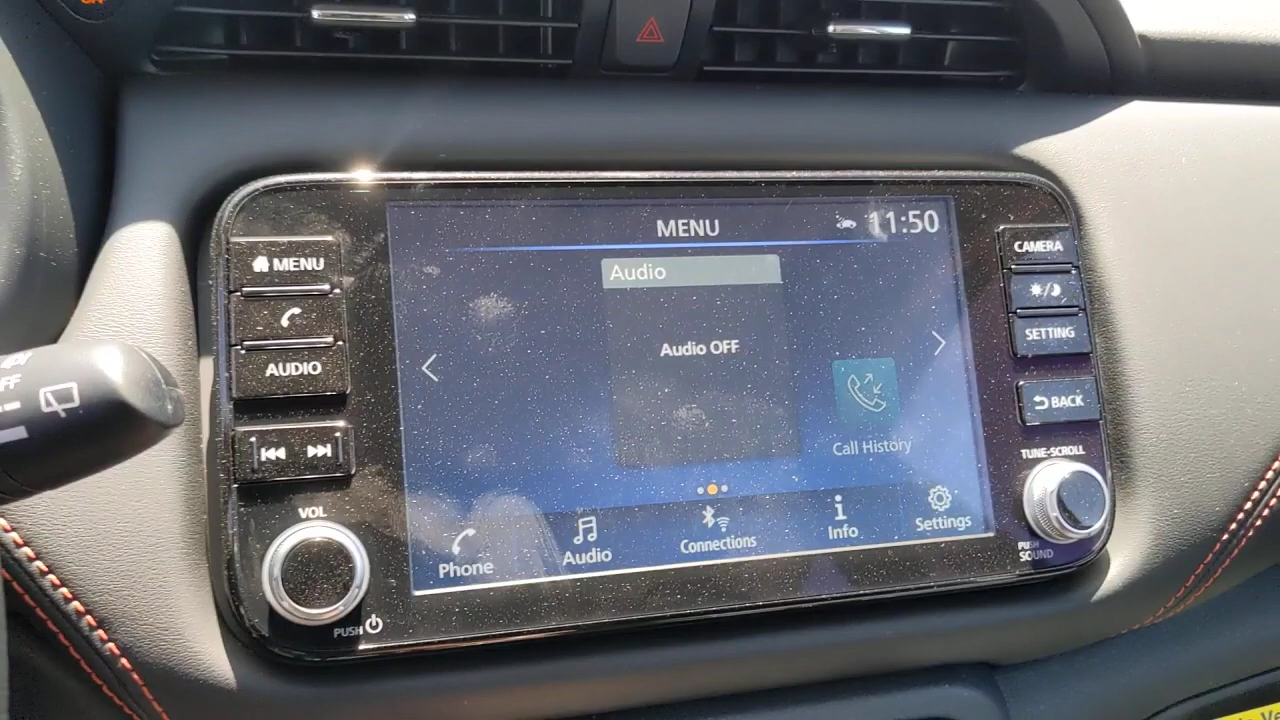 MENU
11:50
MENU
Audio
CAMERA
SETTING
AUDIO
Audio OFF
BACK
Call History
TUNE-SCROLL
VOL
Phone
Audio
Connections
Info
Settings
PUSH
SOUND
PUSH